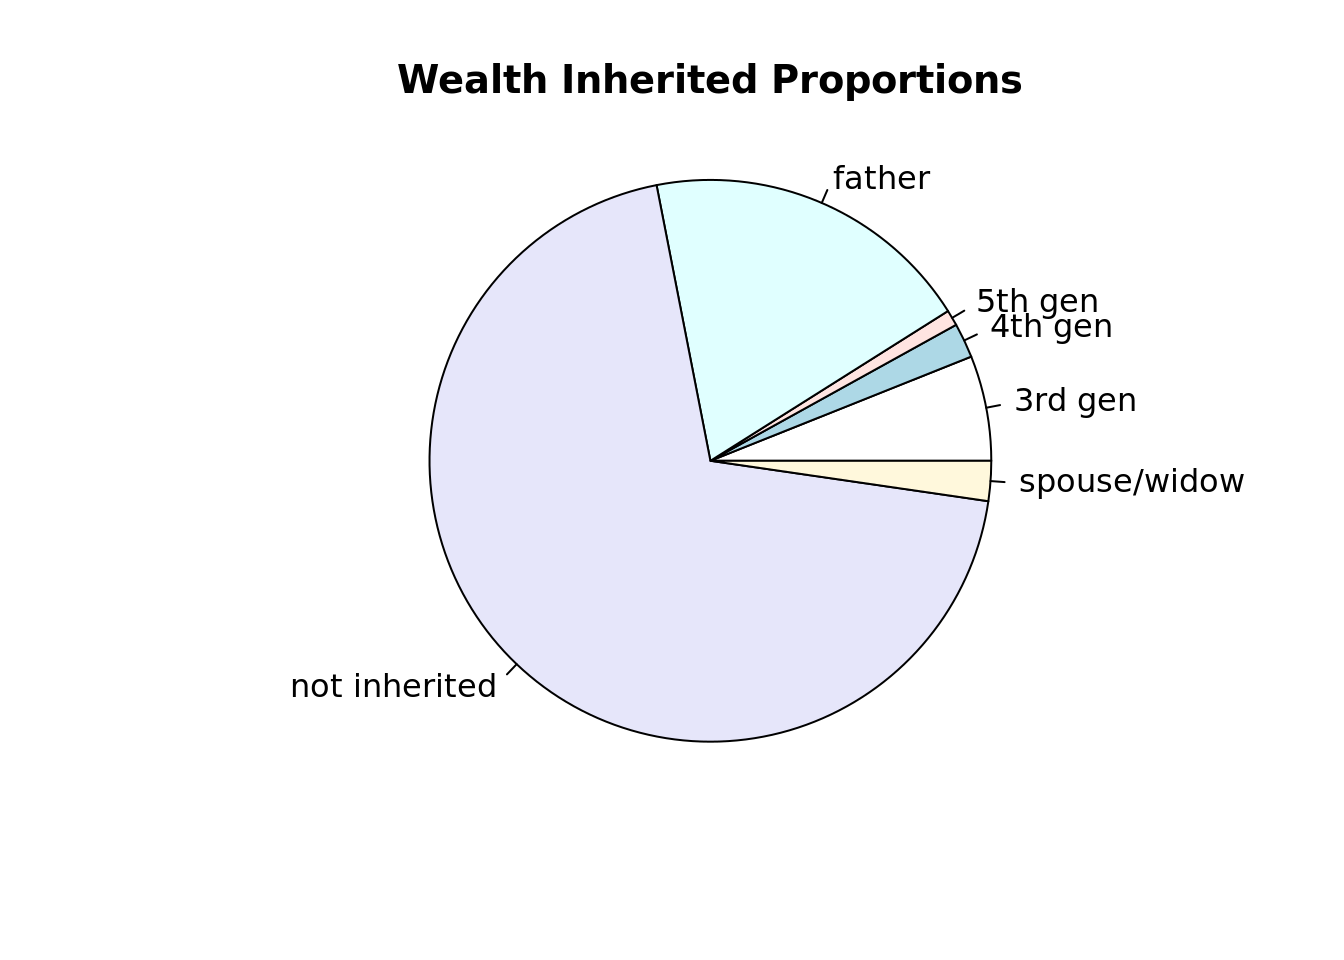 Wealth Inherited Proportions
father
5th gen
4th gen
3rd gen
spouse/widow
not inherited